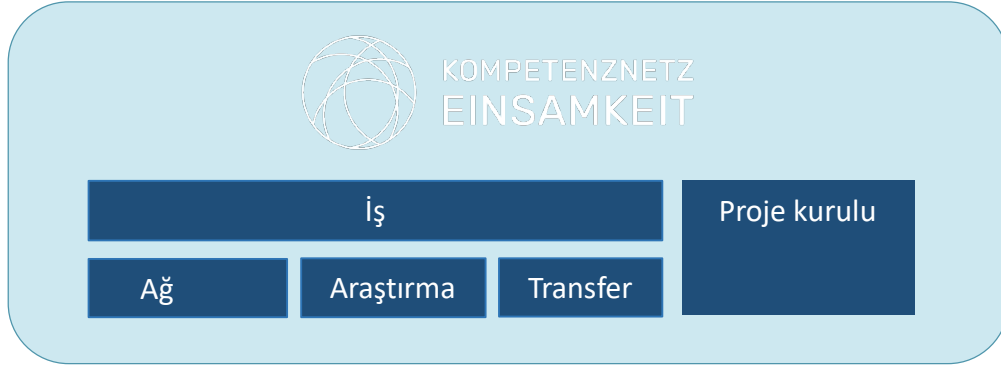 KOMPETENZNETZ
EINSAMKEIT
İş
Proje kurulu
Ağ
Araştırma
Transfer